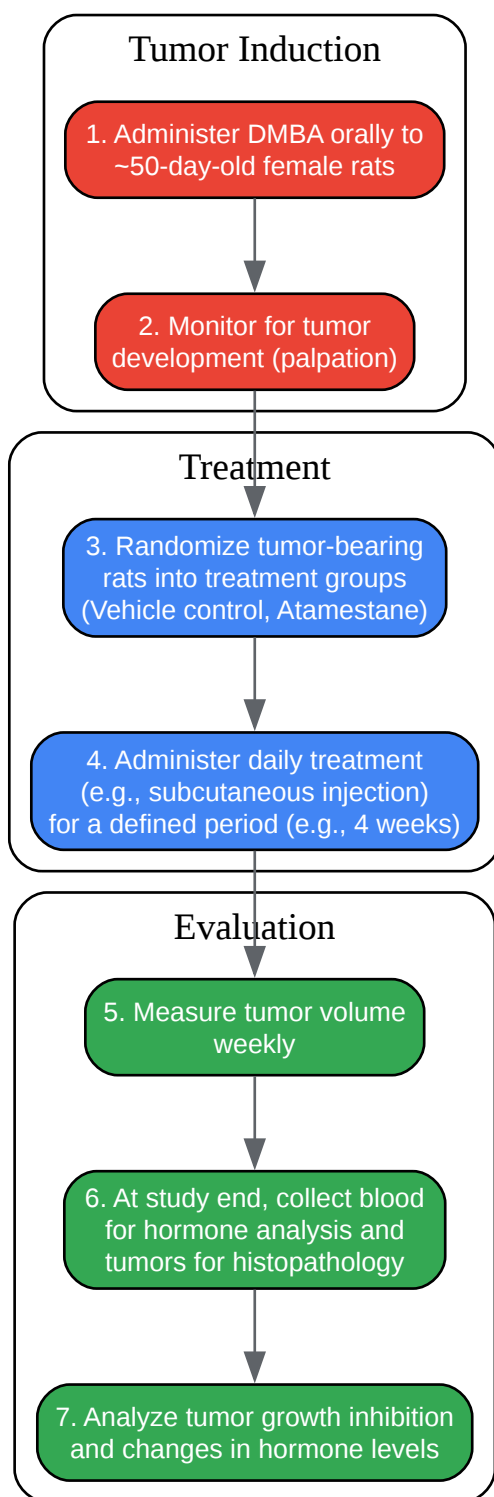 Tumor Induction
1. Administer DMBA orally to
~50-day-old female rats
2. Monitor for tumor
development (palpation)
Treatment
3. Randomize tumor-bearing
rats into treatment groups
(Vehicle control, Atamestane)
4. Administer daily treatment
(e.g., subcutaneous injection)
for a defined period (e.g., 4 weeks)
Evaluation
5. Measure tumor volume
weekly
6. At study end, collect blood
for hormone analysis and
tumors for histopathology
7. Analyze tumor growth inhibition
and changes in hormone levels